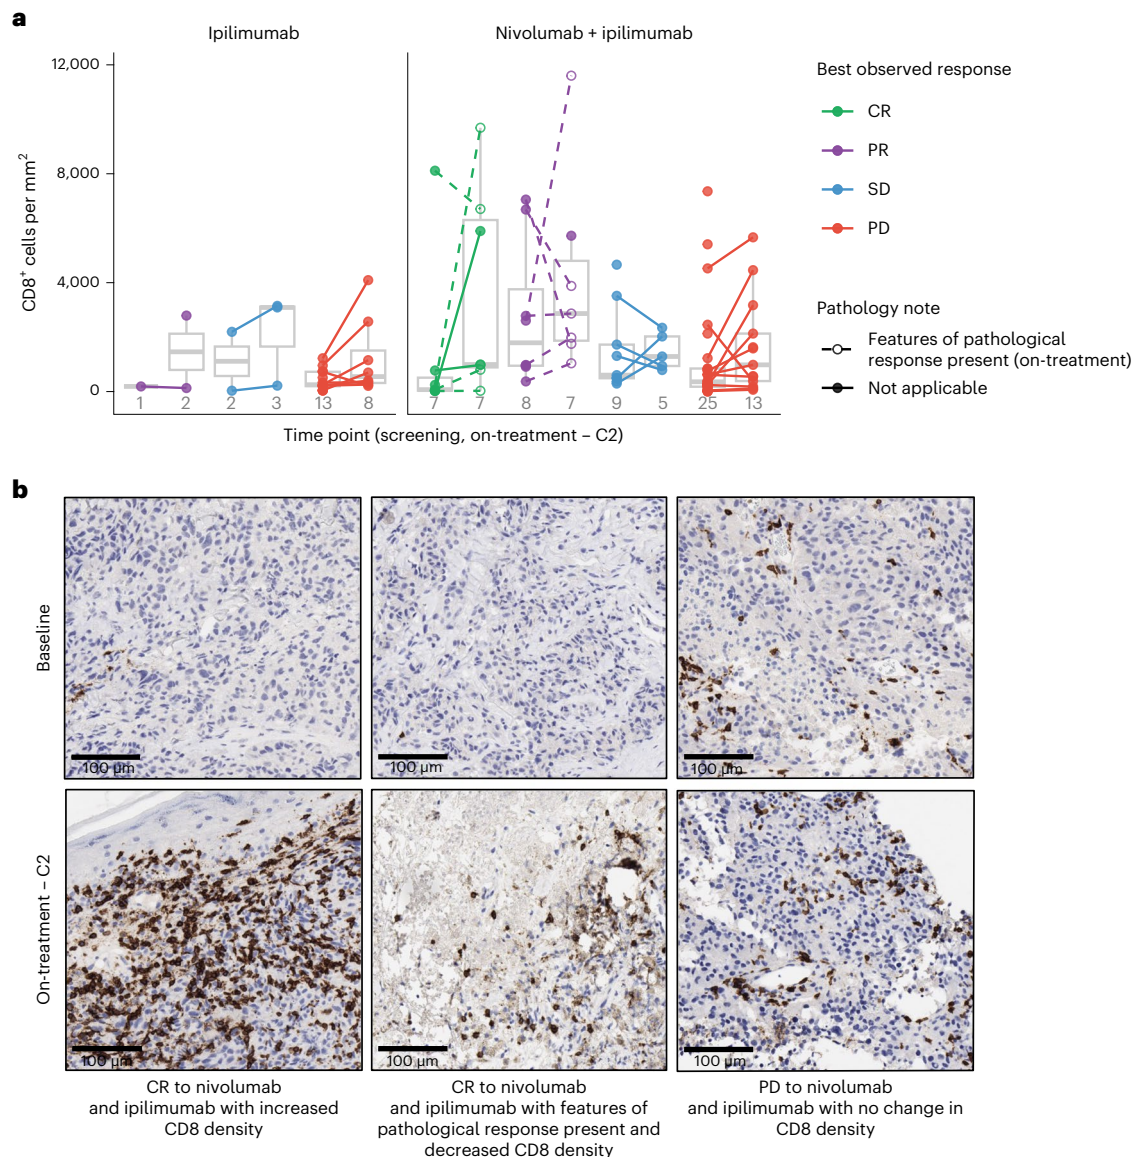 a
Ipilimumab
Nivolumab + ipilimumab
CD8+ cells per mm2
12,000
8,000
4,000
0
1 2 2 3 13 8
7 7 8 7 9 5 25 13
Time point (screening, on-treatment – C2)
Best observed response
CR
PR
SD
PD
Pathology note
Features of pathological
response present (on-treatment)
Not applicable
b
Baseline
100 µm
100 µm
100 µm
On-treatment – C2
100 µm
100 µm
100 µm
CR to nivolumab
and ipilimumab with increased
CD8 density
CR to nivolumab
and ipilimumab with features of
pathological response present and
decreased CD8 density
PD to nivolumab
and ipilimumab with no change in
CD8 density